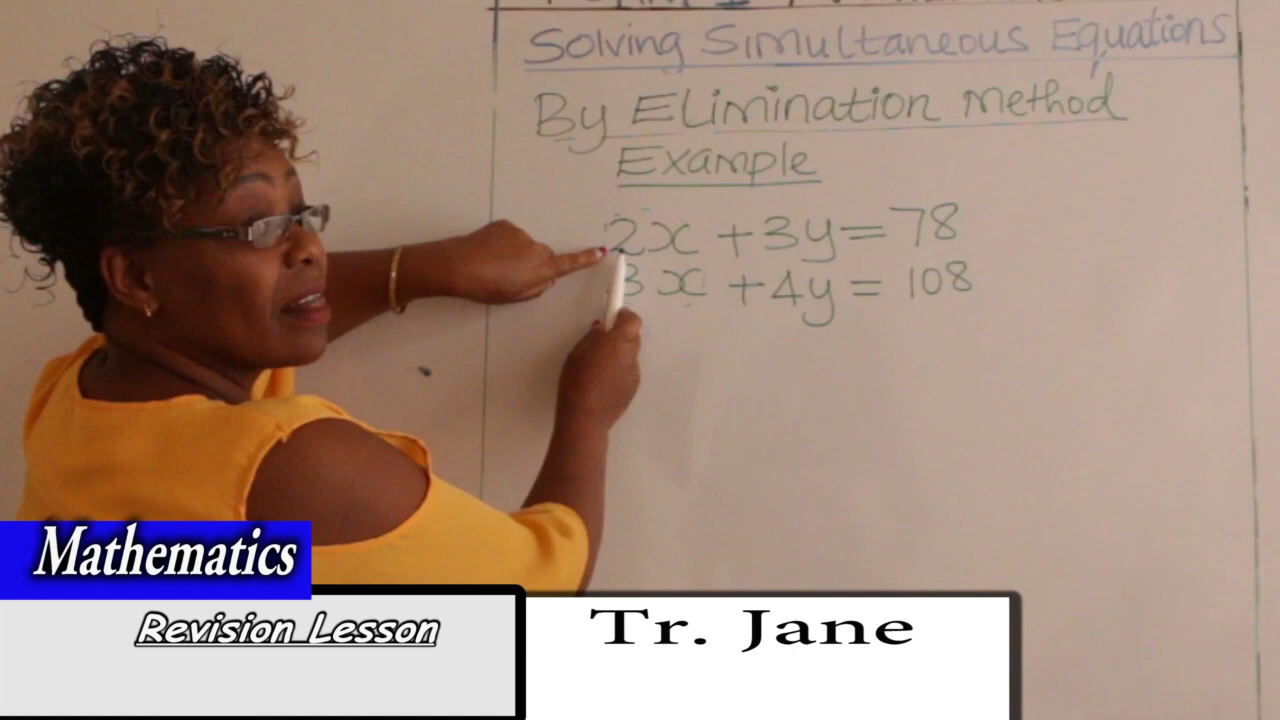 Solving Simultaneous Equations
By Elimination Method
Example
2x + 3y = 78
3x + 4y = 108
Mathematics
Revision Lesson
Tr. Jane